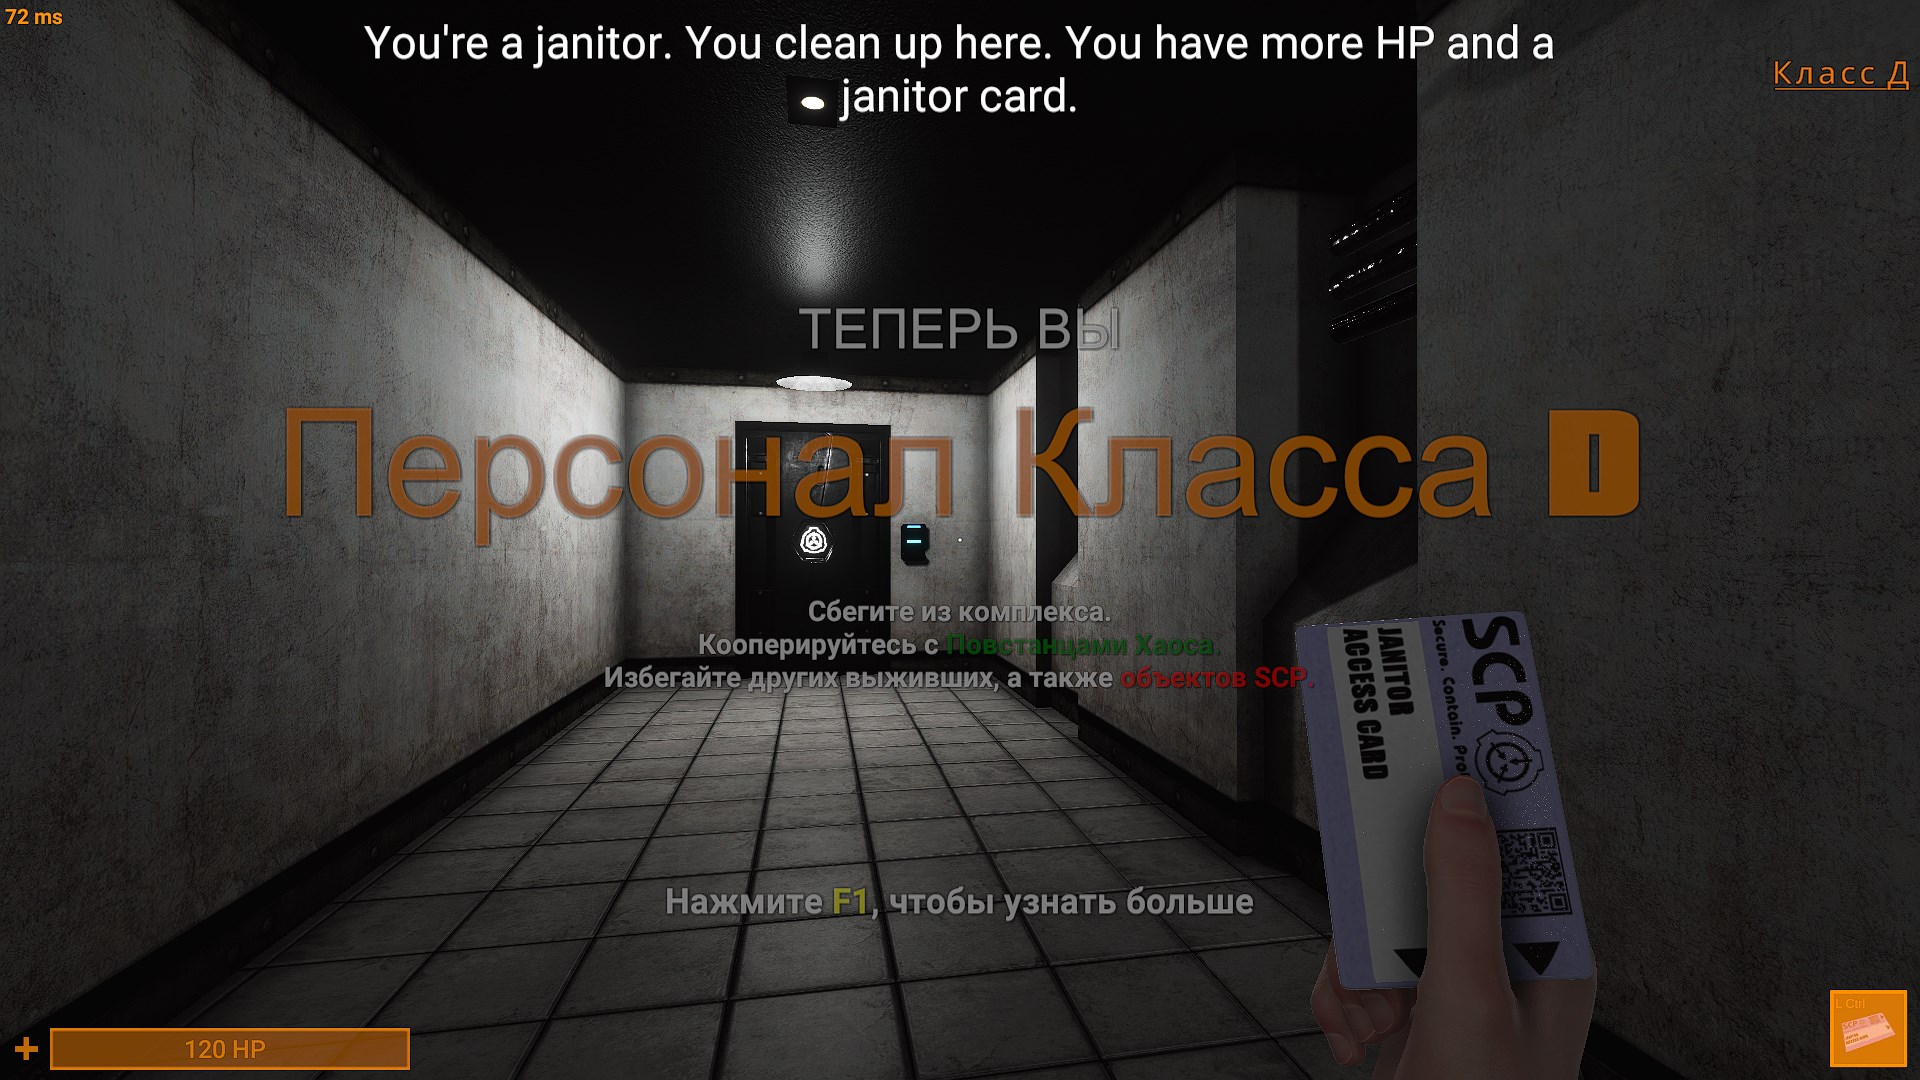 72 ms
You're a janitor. You clean up here. You have more HP and a
janitor card.
Класс Д
ТЕПЕРЬ ВЫ
Персонал Класса D
Сбегите из комплекса.
Кооперируйтесь с Повстанцами Хаоса.
Избегайте других выживших, а также объектов SCP.
SCP
Secure. Contain. Pro
JANITOR
ACCESS CARD
Нажмите F1, чтобы узнать больше
L Ctrl
120 HP